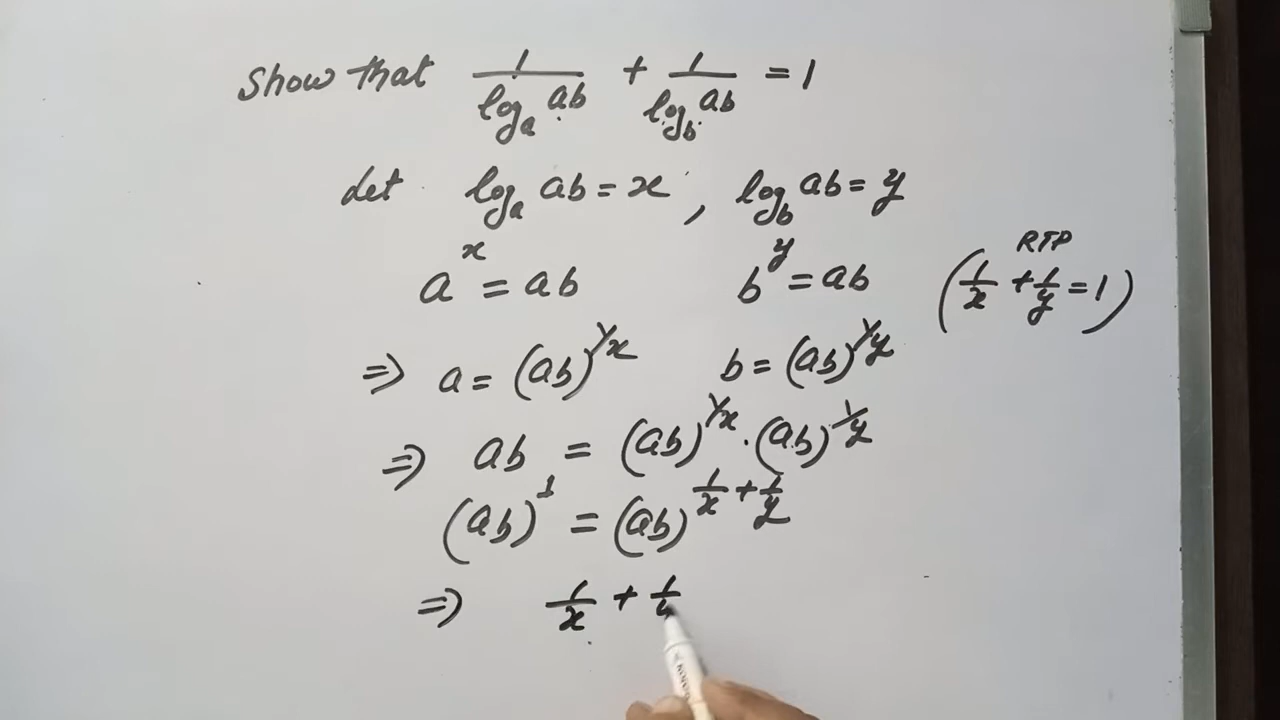 Show that 1/log_a ab + 1/log_b ab = 1
Let log_a ab = x, log_b ab = y
a^x = ab b^y = ab
RTP
(1/x + 1/y = 1)
⇒ a = (ab)^1/x b = (ab)^1/y
⇒ ab = (ab)^1/x . (ab)^1/y
(ab)^1 = (ab)^1/x + 1/y
⇒ 1/x + 1/